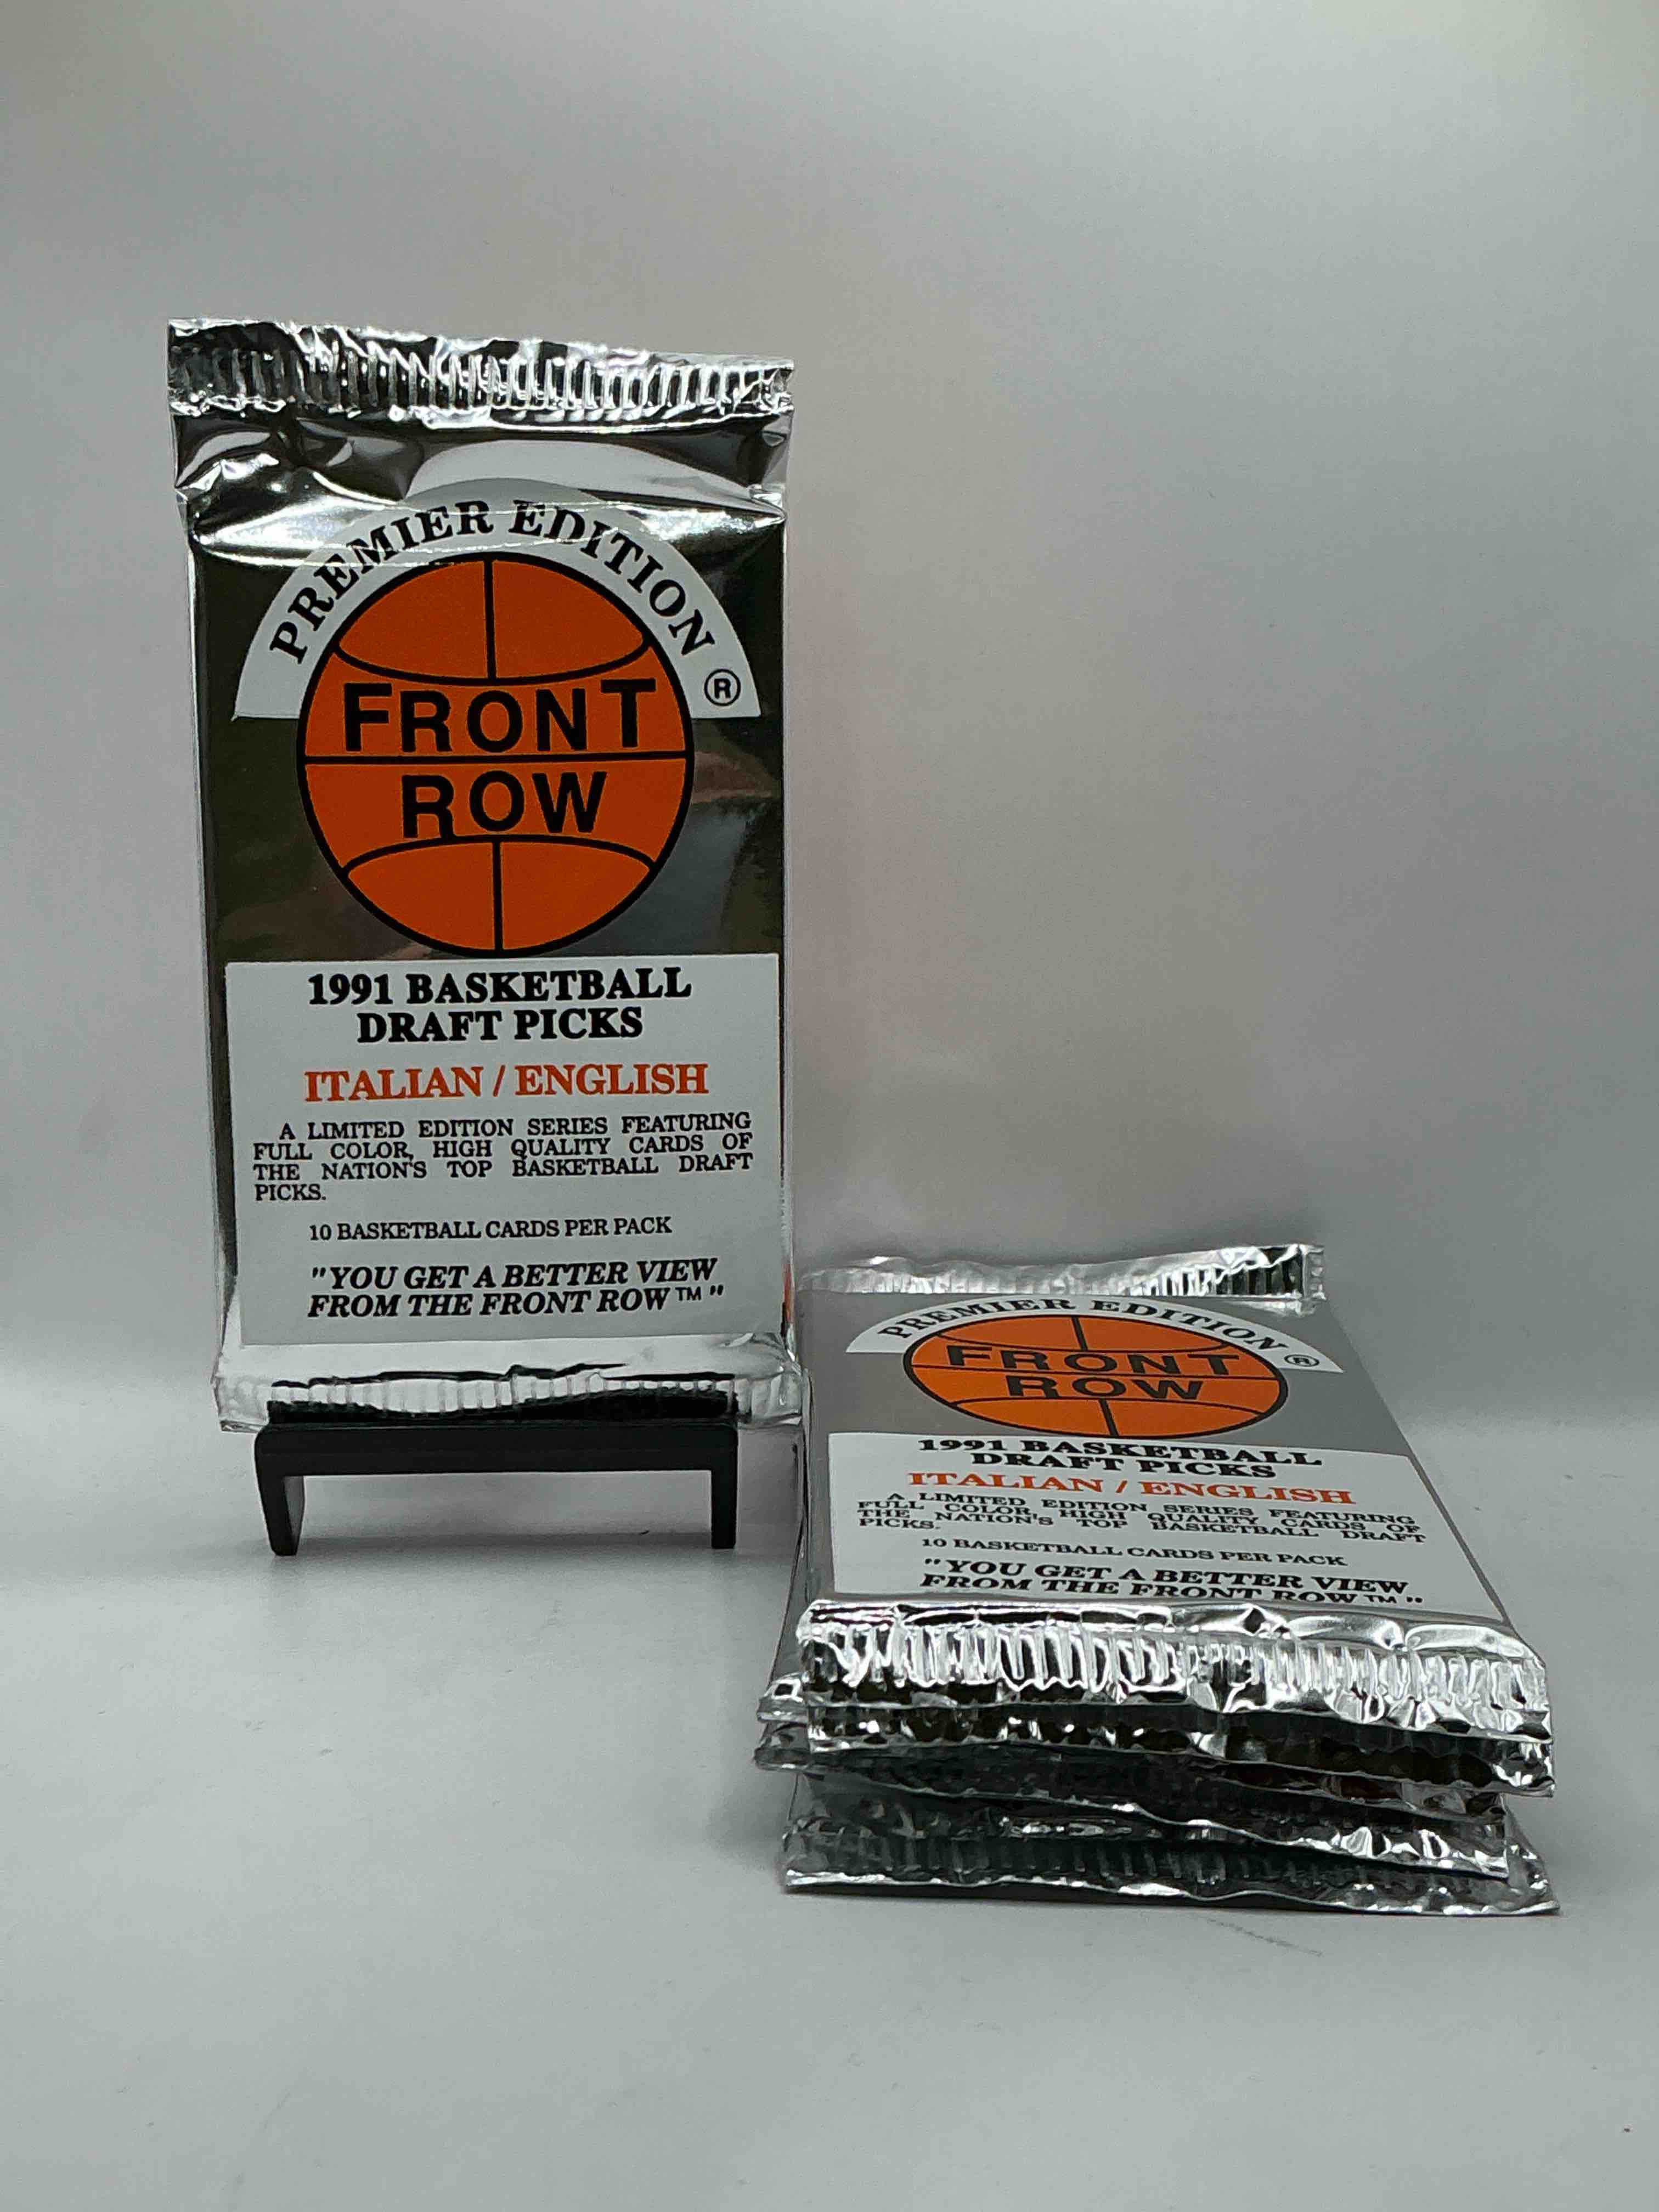 PREMIER EDITION
®
FRONT
ROW
1991 BASKETBALL
DRAFT PICKS
ITALIAN / ENGLISH
A LIMITED EDITION SERIES FEATURING
FULL COLOR, HIGH QUALITY CARDS OF
THE NATION'S TOP BASKETBALL DRAFT
PICKS.
10 BASKETBALL CARDS PER PACK
"YOU GET A BETTER VIEW
FROM THE FRONT ROW™"
PREMIER EDITION
®
FRONT
ROW
1991 BASKETBALL
DRAFT PICKS
ITALIAN / ENGLISH
A LIMITED EDITION SERIES FEATURING
FULL COLOR, HIGH QUALITY CARDS OF
THE NATION'S TOP BASKETBALL DRAFT
PICKS.
10 BASKETBALL CARDS PER PACK
"YOU GET A BETTER VIEW
FROM THE FRONT ROW™"